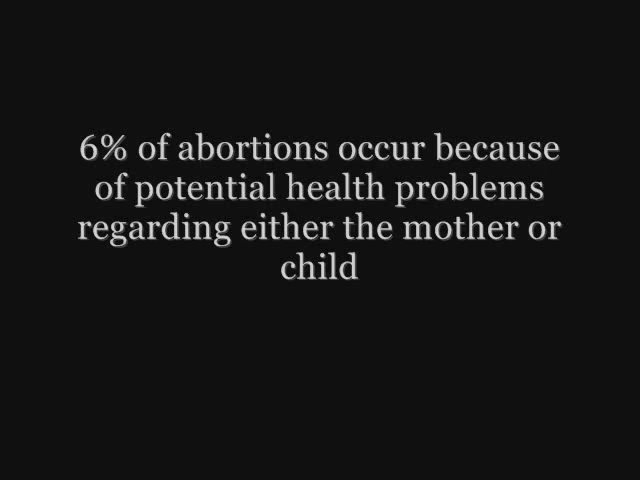 6% of abortions occur because
of potential health problems
regarding either the mother or
child